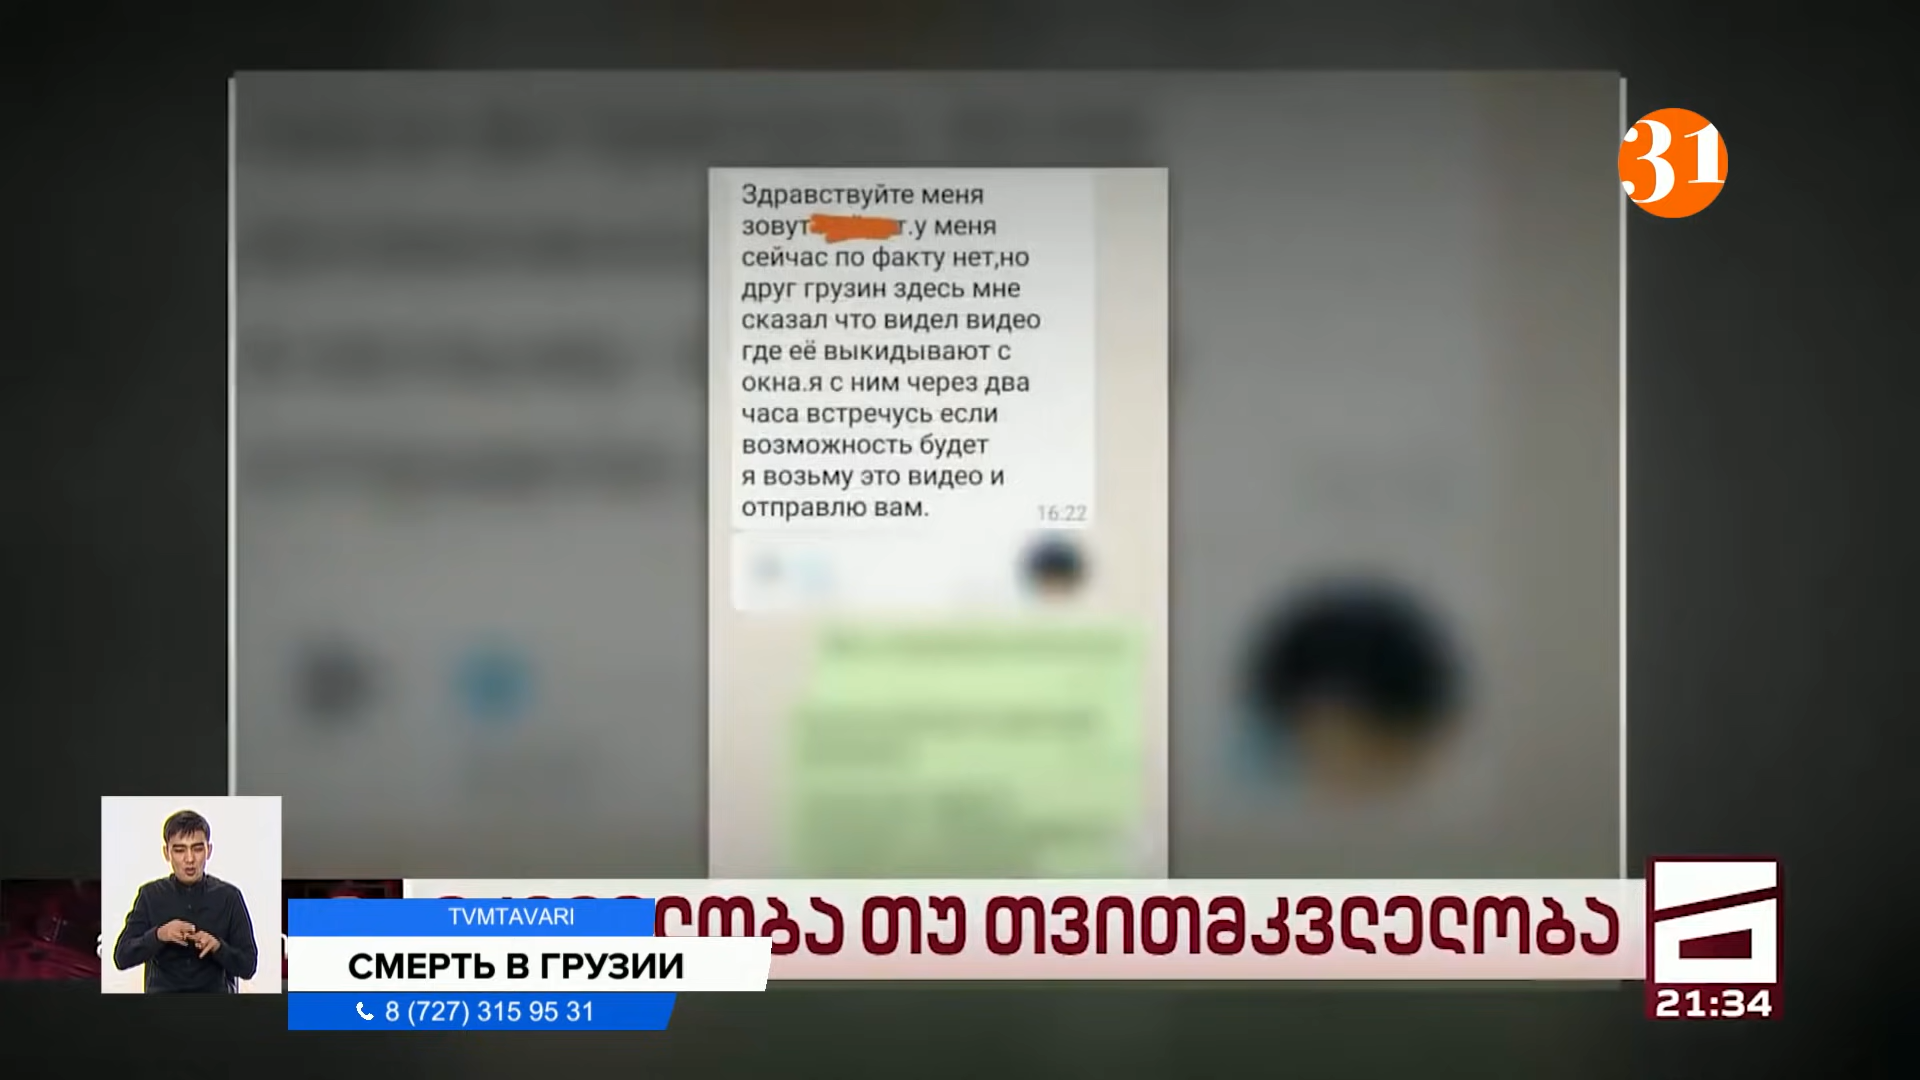 31
Здравствуйте меня
зовут
.у меня
сейчас по факту нет,но
друг грузин здесь мне
сказал что видел видео
где её выкидывают с
окна.я с ним через два
часа встречусь если
возможность будет
я возьму это видео и
отправлю вам.
16:22
TVMTAVARI
СМЕРТЬ В ГРУЗИИ
8 (727) 315 95 31
თუ თვითმკვლელობა
21:34